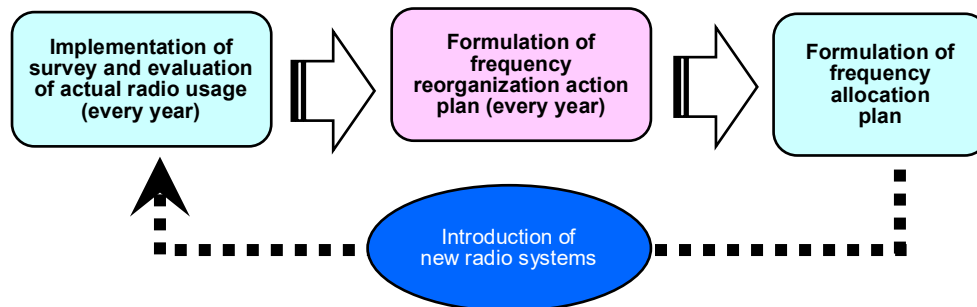 Implementation of
survey and evaluation
of actual radio usage
(every year)
Formulation of
frequency
reorganization action
plan (every year)
Formulation of
frequency
allocation
plan
Introduction of
new radio systems